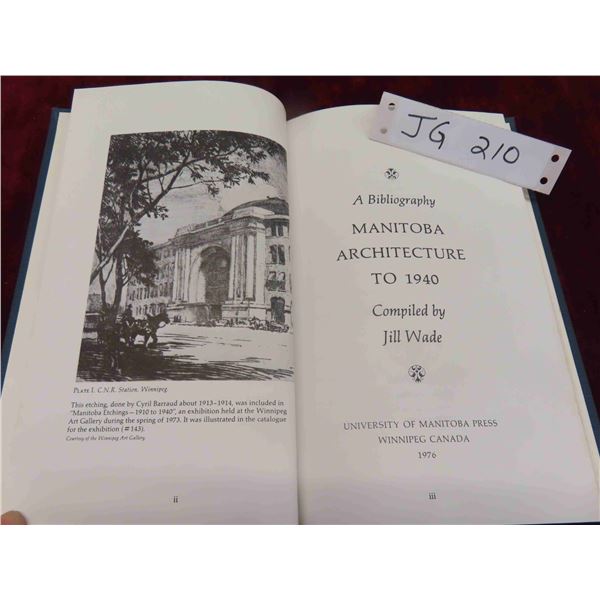 JG 210
PLATE I. C.N.R. Station, Winnipeg.
This etching, done by Cyril Barraud about 1913–1914, was included in
"Manitoba Etchings—1910 to 1940", an exhibition held at the Winnipeg
Art Gallery during the spring of 1973. It was illustrated in the catalogue
for the exhibition (#143).
Courtesy of the Winnipeg Art Gallery.
ii
A Bibliography
MANITOBA
ARCHITECTURE
TO 1940
Compiled by
Jill Wade
UNIVERSITY OF MANITOBA PRESS
WINNIPEG CANADA
1976
iii